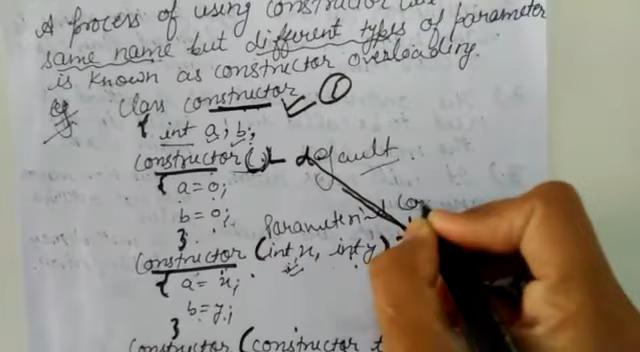 A process of using constructor
same name but different types of parameter
is known as constructor overloading.
eg class constructor ①
{ int a, b;
constructor ( ) — default.
{ a = 0;
b = 0;
}
Parameterized Co
constructor (int x, int y)
{ a = x;
b = y;
}
constructor (constructor t